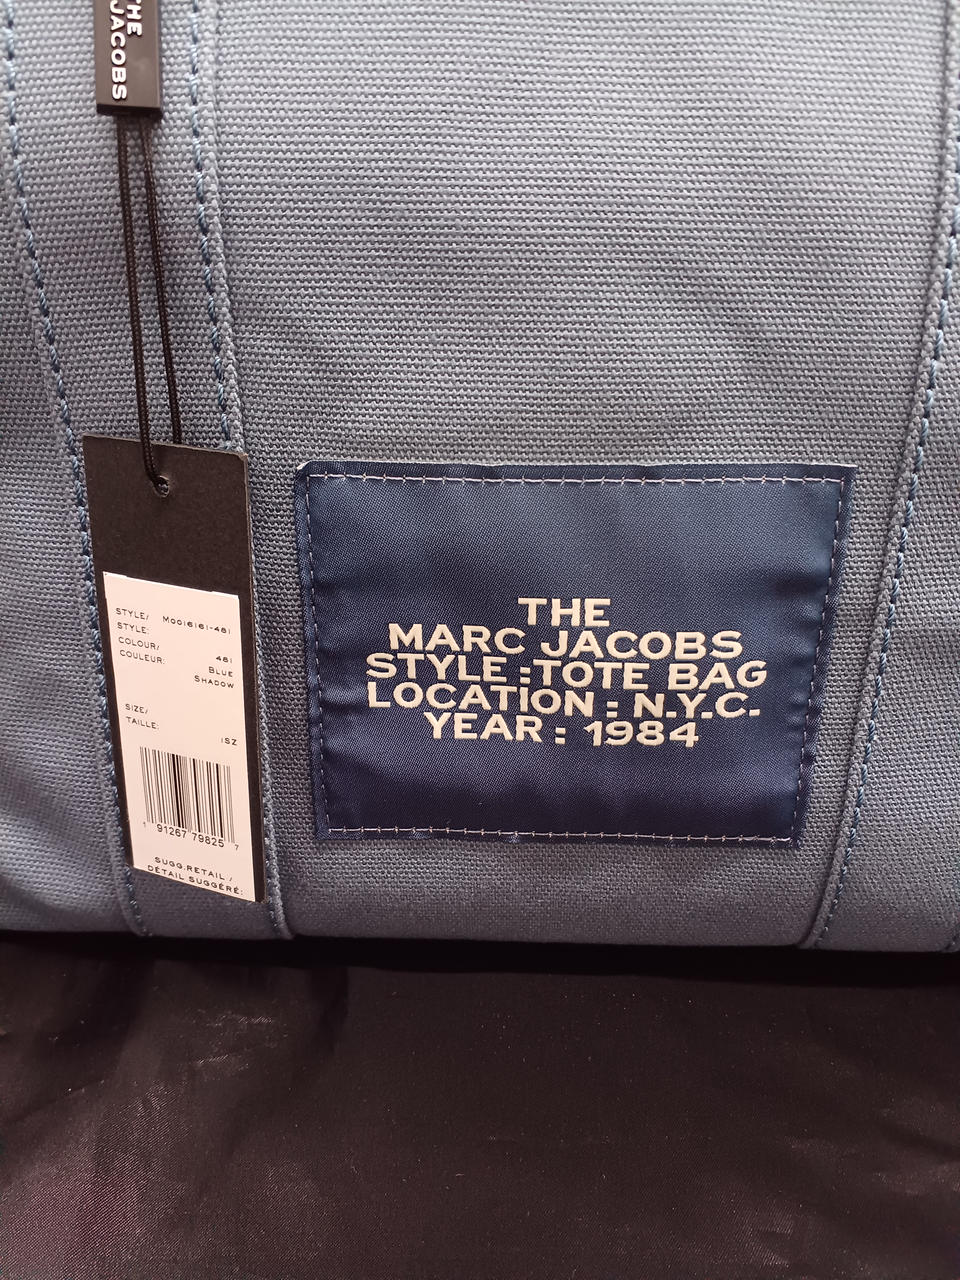 THE
JACOBS
STYLE/ M0016161-481
STYLE:
COLOUR/ 481
COULEUR: BLUE
SHADOW
SIZE/
TAILLE:
1SZ
1 91267 79825 7
SUGG.RETAIL /
DÉTAIL SUGGÉRÉ:
THE
MARC JACOBS
STYLE :TOTE BAG
LOCATION : N.Y.C.
YEAR : 1984